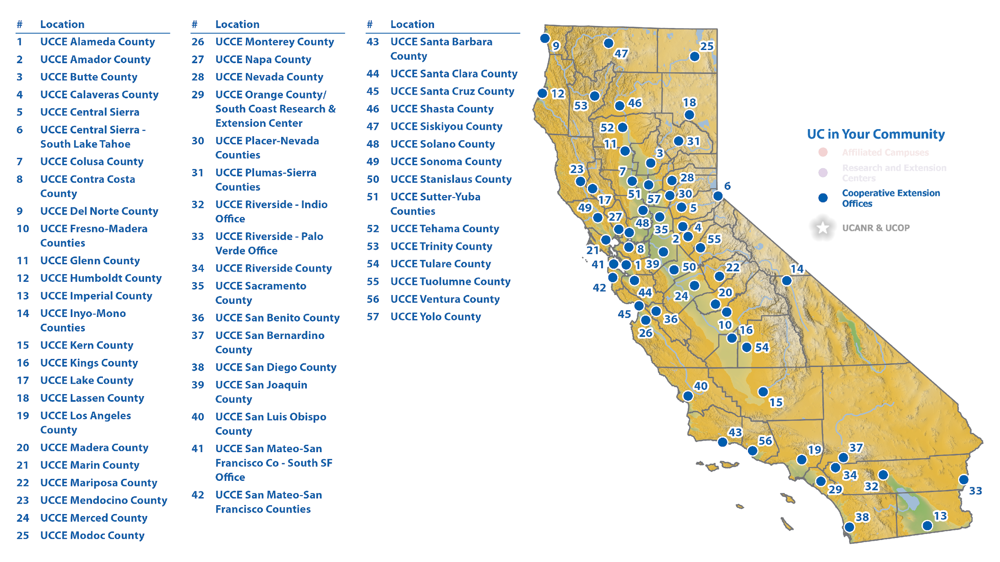 # Location
1 UCCE Alameda County
2 UCCE Amador County
3 UCCE Butte County
4 UCCE Calaveras County
5 UCCE Central Sierra
6 UCCE Central Sierra -
South Lake Tahoe
7 UCCE Colusa County
8 UCCE Contra Costa
County
9 UCCE Del Norte County
10 UCCE Fresno-Madera
Counties
11 UCCE Glenn County
12 UCCE Humboldt County
13 UCCE Imperial County
14 UCCE Inyo-Mono
Counties
15 UCCE Kern County
16 UCCE Kings County
17 UCCE Lake County
18 UCCE Lassen County
19 UCCE Los Angeles
County
20 UCCE Madera County
21 UCCE Marin County
22 UCCE Mariposa County
23 UCCE Mendocino County
24 UCCE Merced County
25 UCCE Modoc County
# Location
26 UCCE Monterey County
27 UCCE Napa County
28 UCCE Nevada County
29 UCCE Orange County/
South Coast Research &
Extension Center
30 UCCE Placer-Nevada
Counties
31 UCCE Plumas-Sierra
Counties
32 UCCE Riverside - Indio
Office
33 UCCE Riverside - Palo
Verde Office
34 UCCE Riverside County
35 UCCE Sacramento
County
36 UCCE San Benito County
37 UCCE San Bernardino
County
38 UCCE San Diego County
39 UCCE San Joaquin
County
40 UCCE San Luis Obispo
County
41 UCCE San Mateo-San
Francisco Co - South SF
Office
42 UCCE San Mateo-San
Francisco Counties
# Location
43 UCCE Santa Barbara
County
44 UCCE Santa Clara County
45 UCCE Santa Cruz County
46 UCCE Shasta County
47 UCCE Siskiyou County
48 UCCE Solano County
49 UCCE Sonoma County
50 UCCE Stanislaus County
51 UCCE Sutter-Yuba
Counties
52 UCCE Tehama County
53 UCCE Trinity County
54 UCCE Tulare County
55 UCCE Tuolumne County
56 UCCE Ventura County
57 UCCE Yolo County
9
47
25
12
53
46
18
52
11
31
3
23
7
28
6
17
51
57
30
49
27
48
5
35
4
2
55
21
8
41
1
39
50
22
14
42
44
24
20
45
36
26
10
16
54
40
15
43
56
19
37
34
32
29
33
38
13
UC in Your Community
Affiliated Campuses
Research and Extension
Centers
Cooperative Extension
Offices
UCANR & UCOP